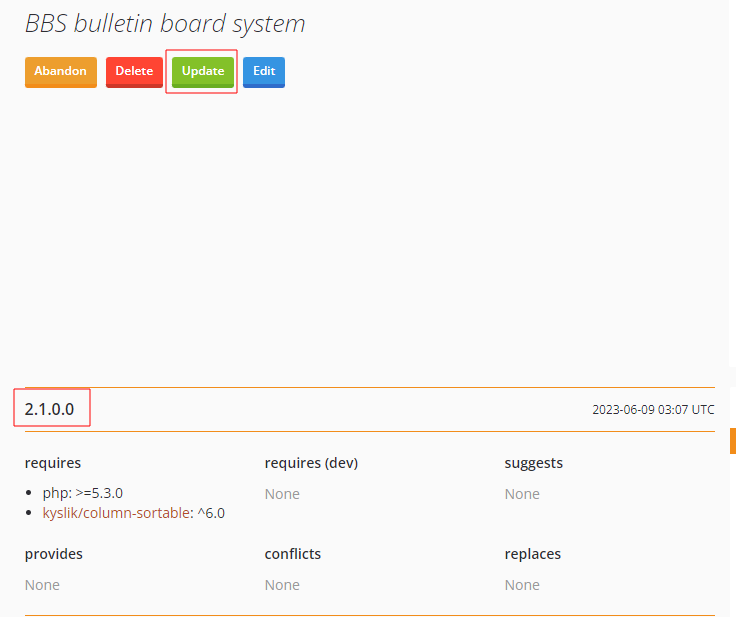 BBS bulletin board system
Abandon Delete Update Edit
2.1.0.0 2023-06-09 03:07 UTC
requires requires (dev) suggests
php: >=5.3.0 None None
kyslik/column-sortable: ^6.0
provides conflicts replaces
None None None